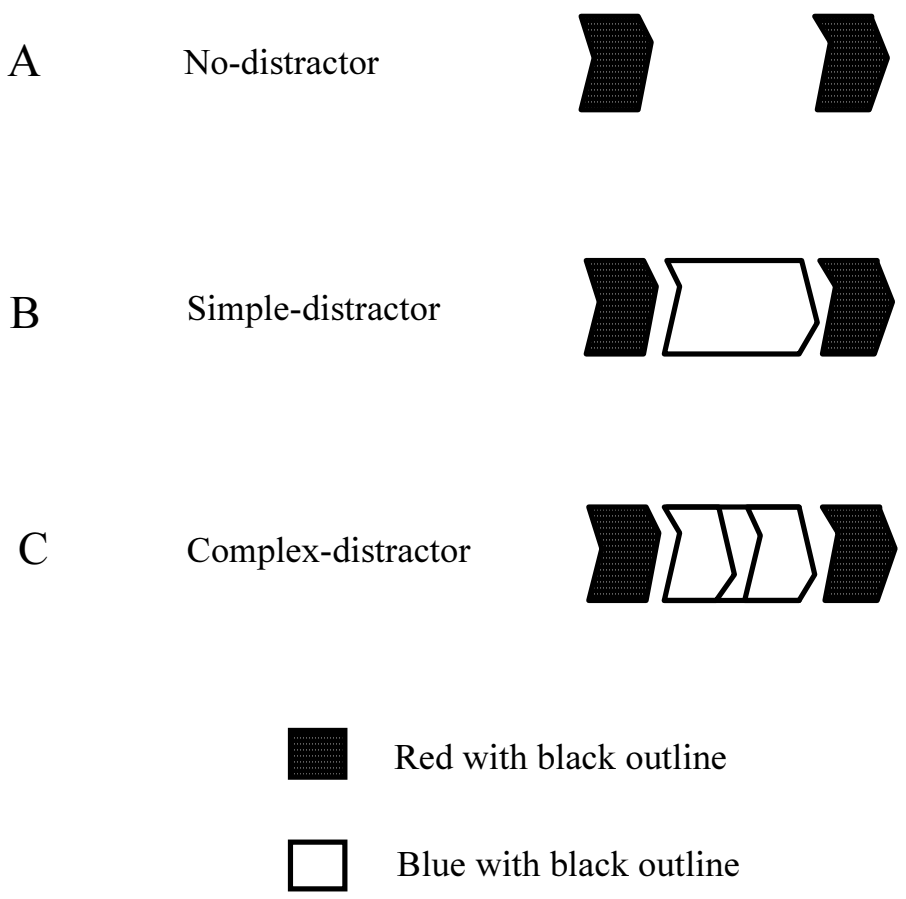 A No-distractor
B Simple-distractor
C Complex-distractor
Red with black outline
Blue with black outline